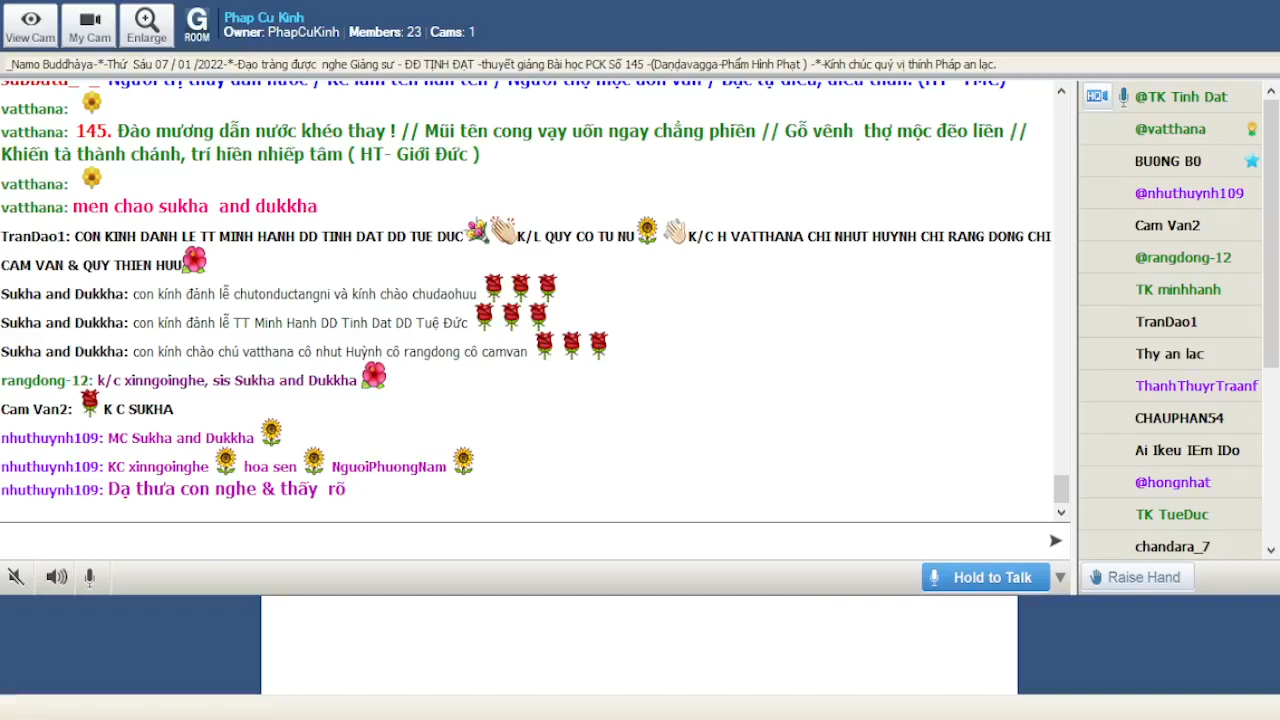 View Cam
My Cam
Enlarge
G
ROOM
Phap Cu Kinh
Owner: PhapCuKinh | Members: 23 | Cams: 1
_Namo Buddhàya-*-Thứ Sáu 07 / 01 /2022-*-Đạo tràng được nghe Giảng sư - ĐĐ TỊNH ĐẠT -thuyết giảng Bài học PCK Số 145 -(Daṇḍavagga-Phẩm Hình Phạt ) -*-Kính chúc quý vị thính Pháp an lạc.
vatthana:
vatthana: 145. Đào mương dẫn nước khéo thay ! // Mũi tên cong vạy uốn ngay chẳng phiền // Gỗ vênh thợ mộc đẽo liền //
Khiến tà thành chánh, trí hiền nhiếp tâm ( HT- Giới Đức )
vatthana:
vatthana: men chao sukha and dukkha
TranDao1: CON KINH DANH LE TT MINH HANH DD TINH DAT DD TUE DUC K/L QUY CO TU NU K/C H VATTHANA CHI NHUT HUYNH CHI RANG DONG CHI
CAM VAN & QUY THIEN HUU
Sukha and Dukkha: con kính đảnh lễ chutonductangni và kính chào chudaohuu
Sukha and Dukkha: con kính đảnh lễ TT Minh Hanh DD Tinh Dat DD Tuệ Đức
Sukha and Dukkha: con kính chào chú vatthana cô nhut Huỳnh cô rangdong cô camvan
rangdong-12: k/c xinngoinghe, sis Sukha and Dukkha
Cam Van2: K C SUKHA
nhuthuynh109: MC Sukha and Dukkha
nhuthuynh109: KC xinngoinghe hoa sen NguoiPhuongNam
nhuthuynh109: Dạ thưa con nghe & thấy rõ
HQ
@TK Tinh Dat
@vatthana
BU0NG B0
@nhuthuynh109
Cam Van2
@rangdong-12
TK minhhanh
TranDao1
Thy an lac
ThanhThuyrTraanf
CHAUPHAN54
Ai Ikeu IEm IDo
@hongnhat
TK TueDuc
chandara_7
Hold to Talk
Raise Hand